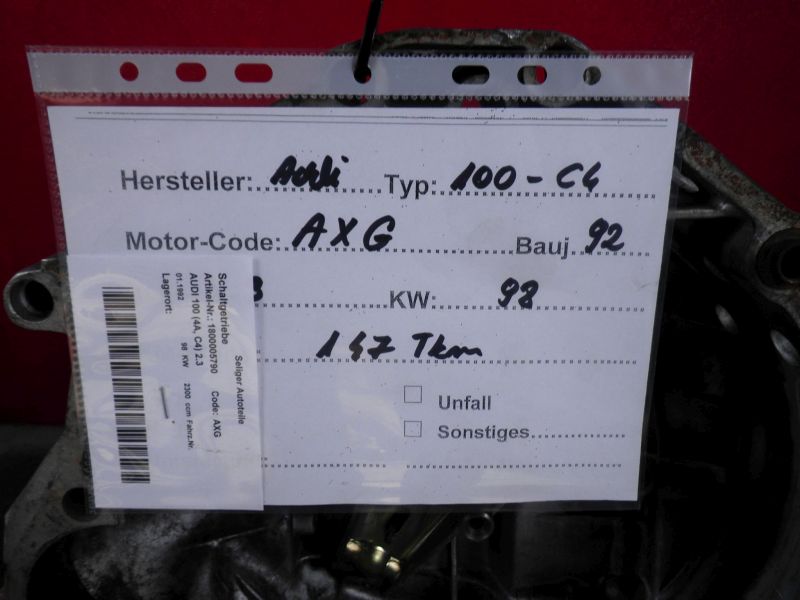 Hersteller: Audi Typ: 100-C4
Motor-Code: AXG Bauj. 92
3 KW: 98
147 Tkm
Unfall
Sonstiges
Seliger Autoteile
Schaltgetriebe
Artikel-Nr.: 1800005790 Code: AXG
AUDI 100 (4A, C4) 2.3
01.1992 98 KW 2300 ccm Fahrz.Nr.
Lagerort: